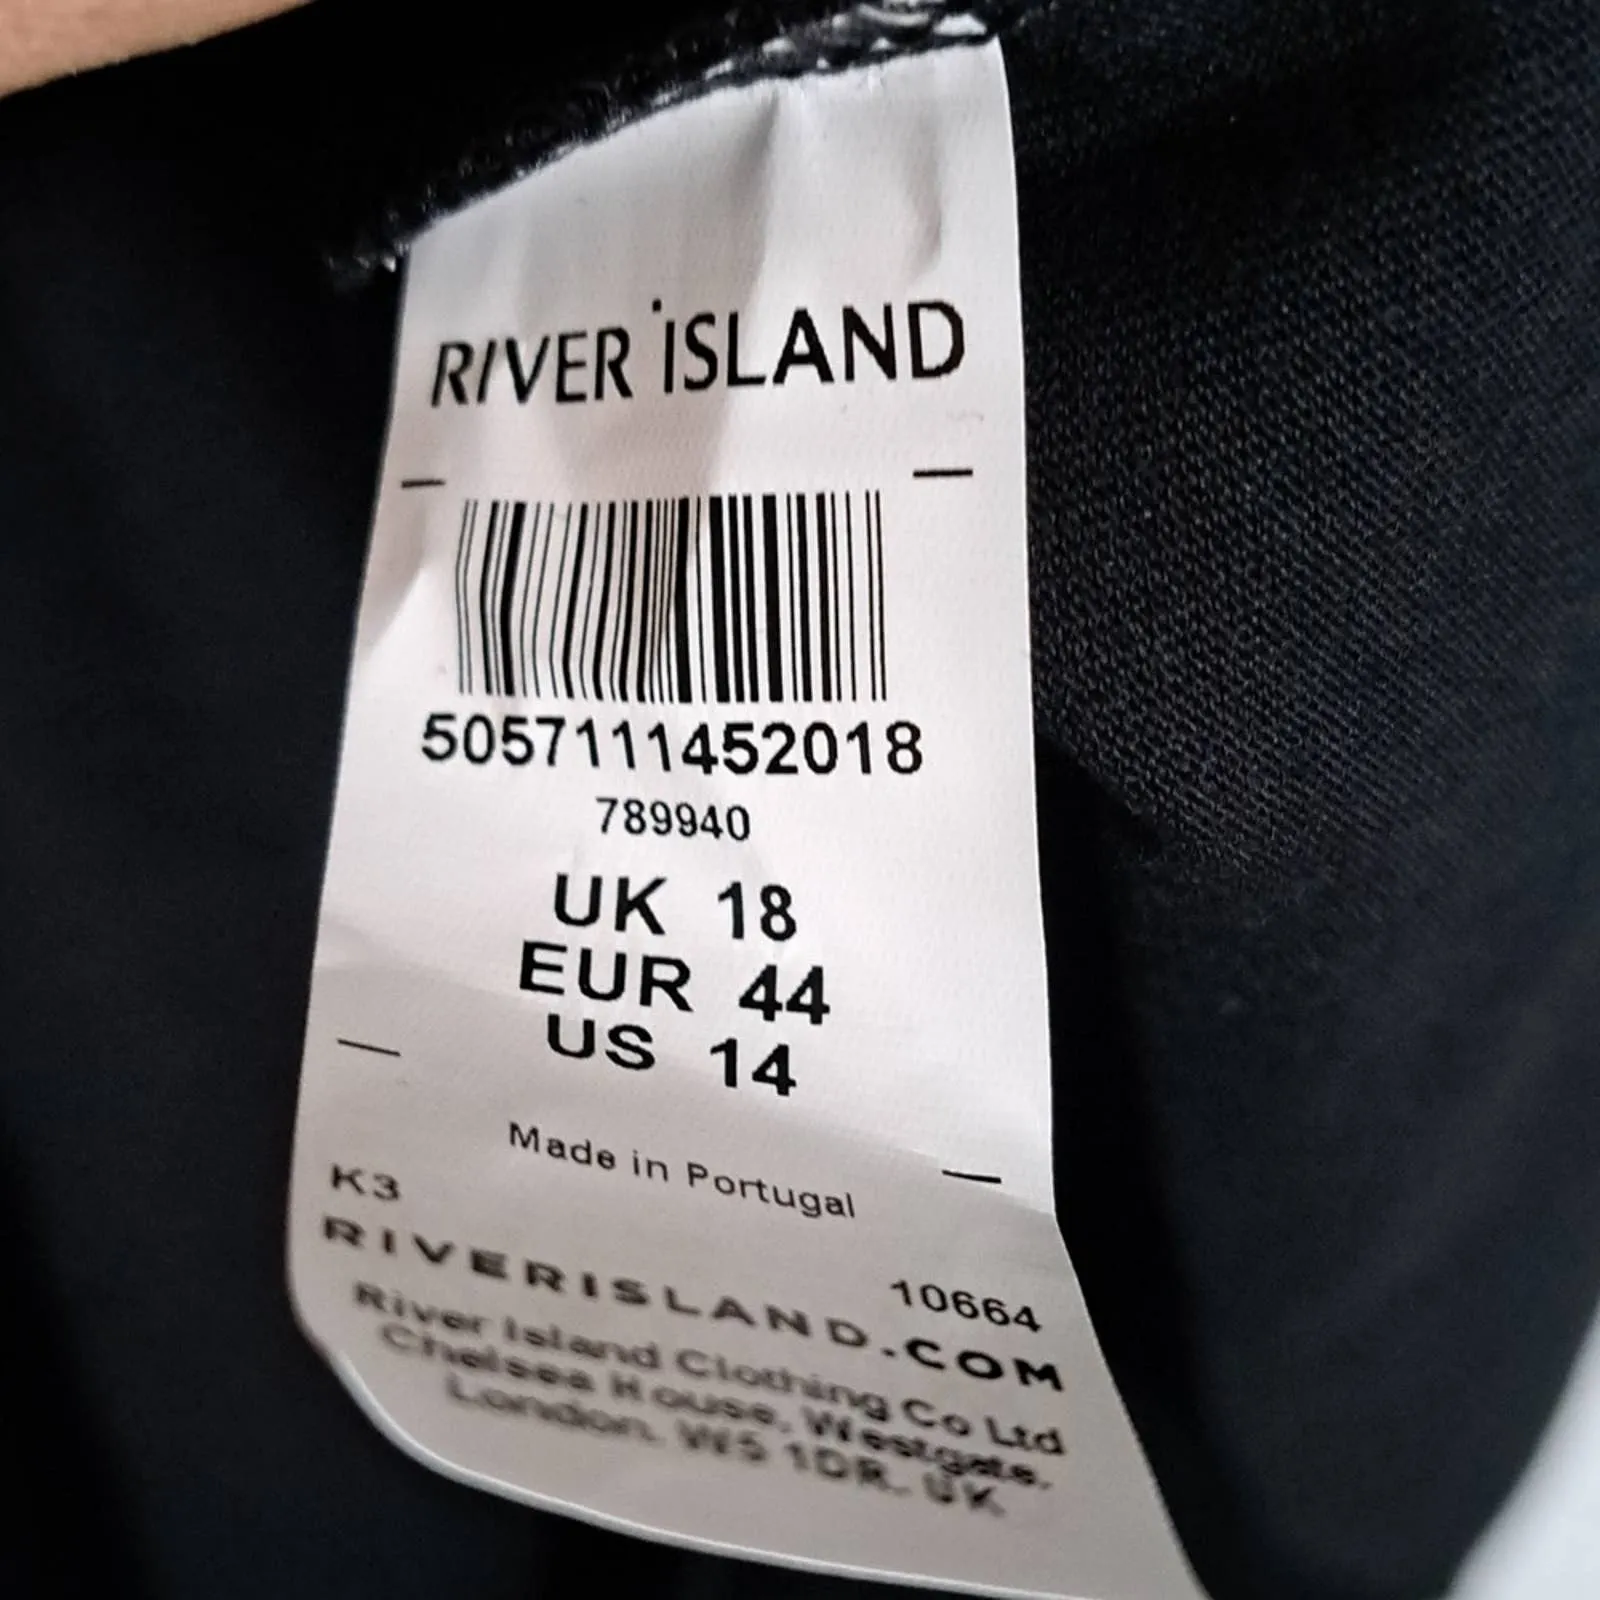 RIVER iSLAND
5057111452018
789940
UK 18
EUR 44
US 14
Made in Portugal
K3
10664
RIVERISLAND.COM
River Island Clothing Co Ltd
Chelsea House, Westgate,
London. W5 1DR. UK